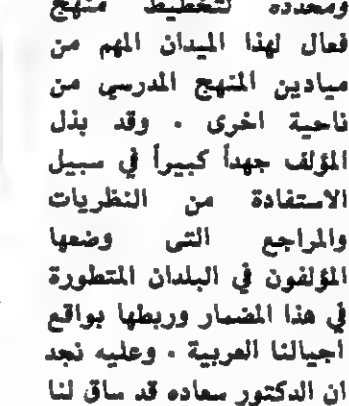 ومحدده لتخطيط منهج
فعال لهذا الميدان المهم من
ميادين المنهج المدرسي من
ناحية اخرى . وقد بذل
المؤلف جهداً كبيراً في سبيل
الاستفادة من النظريات
والمراجع التى وضعها
المؤلفون في البلدان المتطورة
في هذا المضمار وربطها بواقع
اجيالنا العربية . وعليه نجد
ان الدكتور سعاده قد ساق لنا